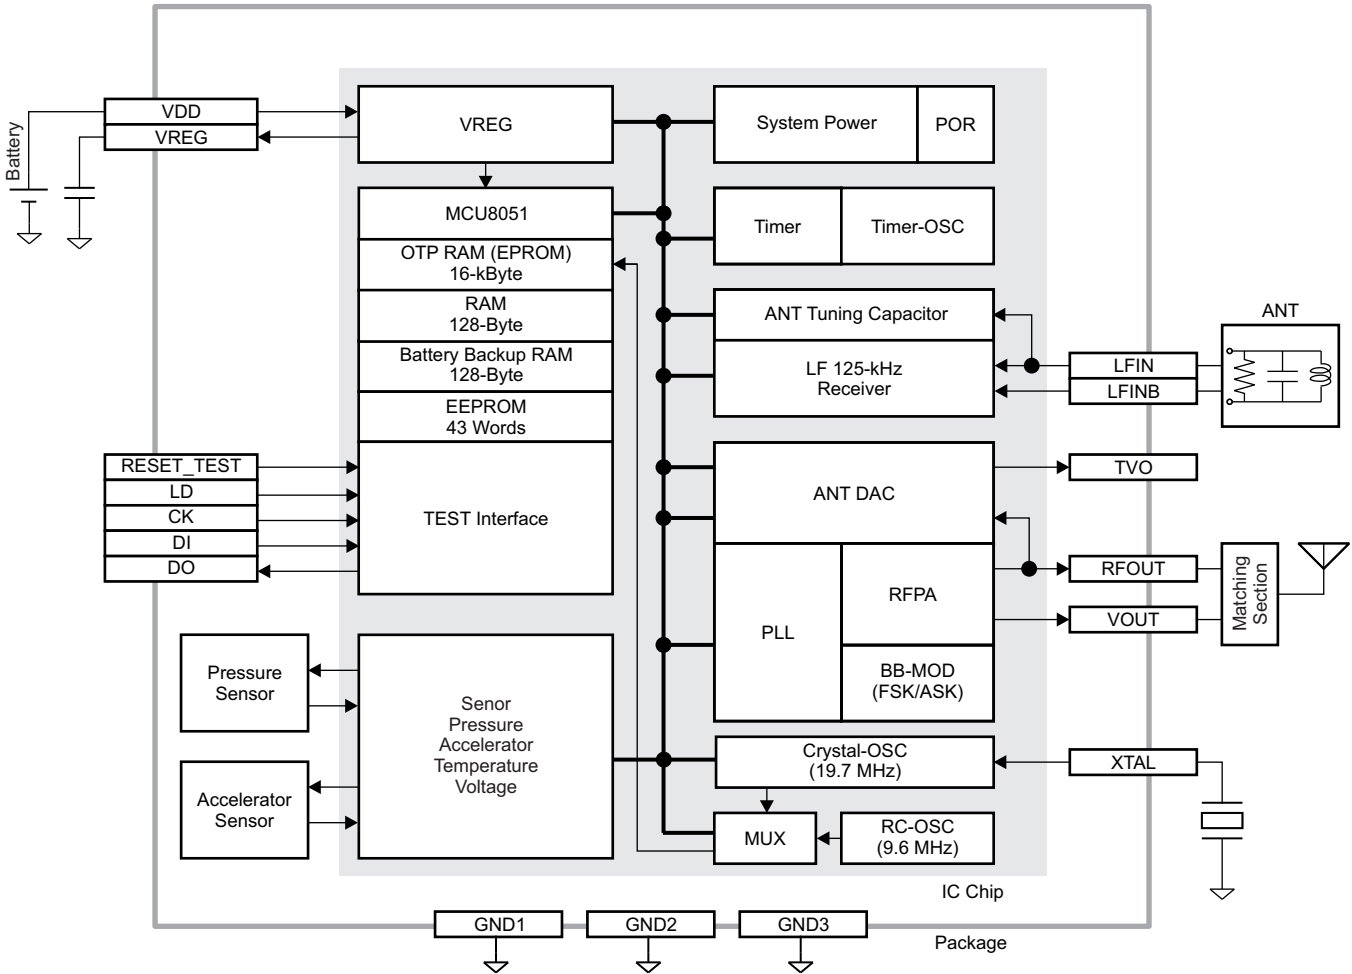 VDD
VREG
Battery
VREG
System Power
POR
MCU8051
OTP RAM (EPROM)
16-kByte
RAM
128-Byte
Battery Backup RAM
128-Byte
EEPROM
43 Words
TEST Interface
RESET_TEST
LD
CK
DI
DO
Timer
Timer-OSC
ANT Tuning Capacitor
LF 125-kHz
Receiver
LFIN
LFINB
ANT
ANT DAC
TVO
PLL
RFPA
BB-MOD
(FSK/ASK)
RFOUT
VOUT
Matching
Section
Pressure
Sensor
Accelerator
Sensor
Senor
Pressure
Accelerator
Temperature
Voltage
Crystal-OSC
(19.7 MHz)
XTAL
MUX
RC-OSC
(9.6 MHz)
IC Chip
GND1
GND2
GND3
Package